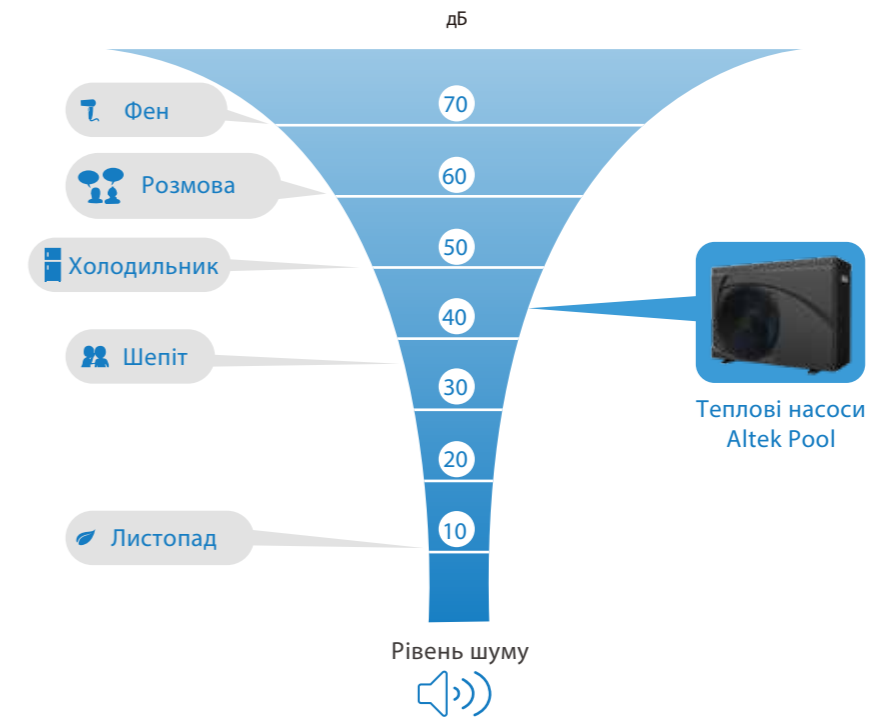 дБ
70
Фен
60
Розмова
50
Холодильник
40
Шепіт
30
Теплові насоси
Altek Pool
20
10
Листопад
Рівень шуму